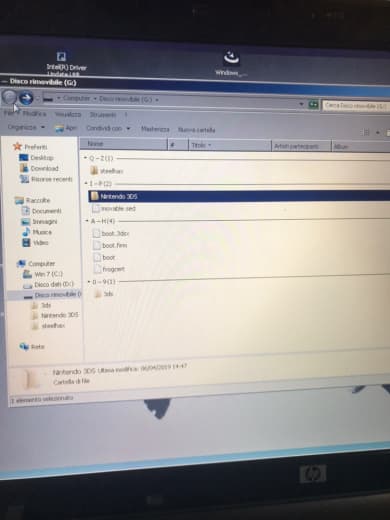 Intel(R) Driver
Update Utili
Windows_...
Disco rimovibile (G:)
Computer ▸ Disco rimovibile (G:) ▸
Cerca Disco rimovibile (G:)
File Modifica Visualizza Strumenti ?
Organizza Apri Condividi con Masterizza Nuova cartella
Preferiti
Desktop
Download
Risorse recenti
Raccolte
Documenti
Immagini
Musica
Video
Computer
Win 7 (C:)
Disco dati (D:)
Disco rimovibile (
3ds
Nintendo 3DS
steelhax
Rete
Nome # Titolo Artisti partecipanti Album
Q – Z (1)
steelhax
I – P (2)
Nintendo 3DS
movable.sed
A – H (4)
boot.3dsx
boot.firm
boot
frogcert
0 – 9 (1)
3ds
Nintendo 3DS Ultima modifica: 06/04/2019 14:47
Cartella di file
1 elemento selezionato
hp